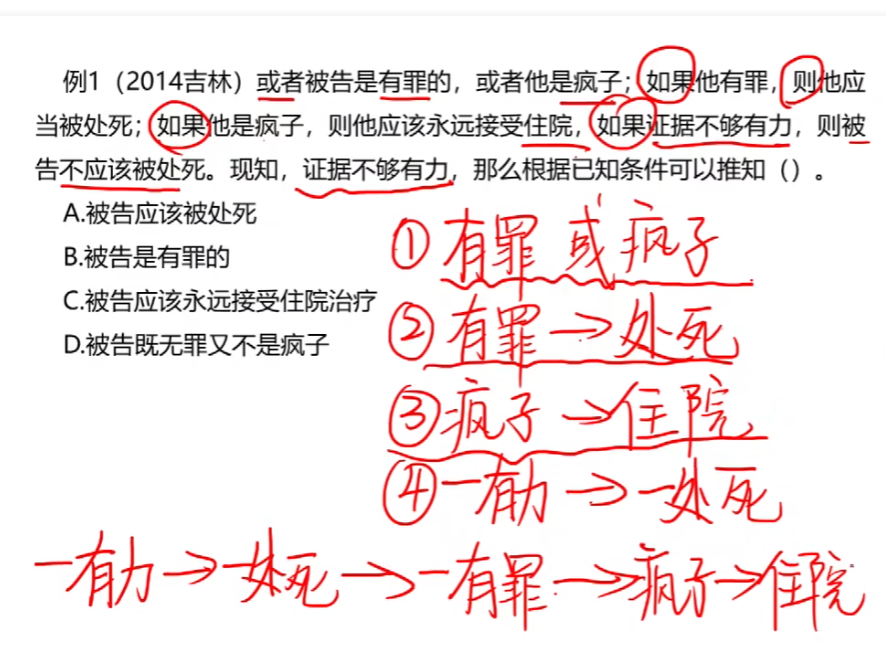 例1（2014吉林）或者被告是有罪的，或者他是疯子；如果他有罪，则他应
当被处死；如果他是疯子，则他应该永远接受住院，如果证据不够有力，则被
告不应该被处死。现知，证据不够有力，那么根据已知条件可以推知（）。
A.被告应该被处死
B.被告是有罪的
C.被告应该永远接受住院治疗
D.被告既无罪又不是疯子
①有罪 或 疯子
②有罪→处死
③疯子→住院
④一有力→一处死
一有力→一处死→一有罪→疯子→住院